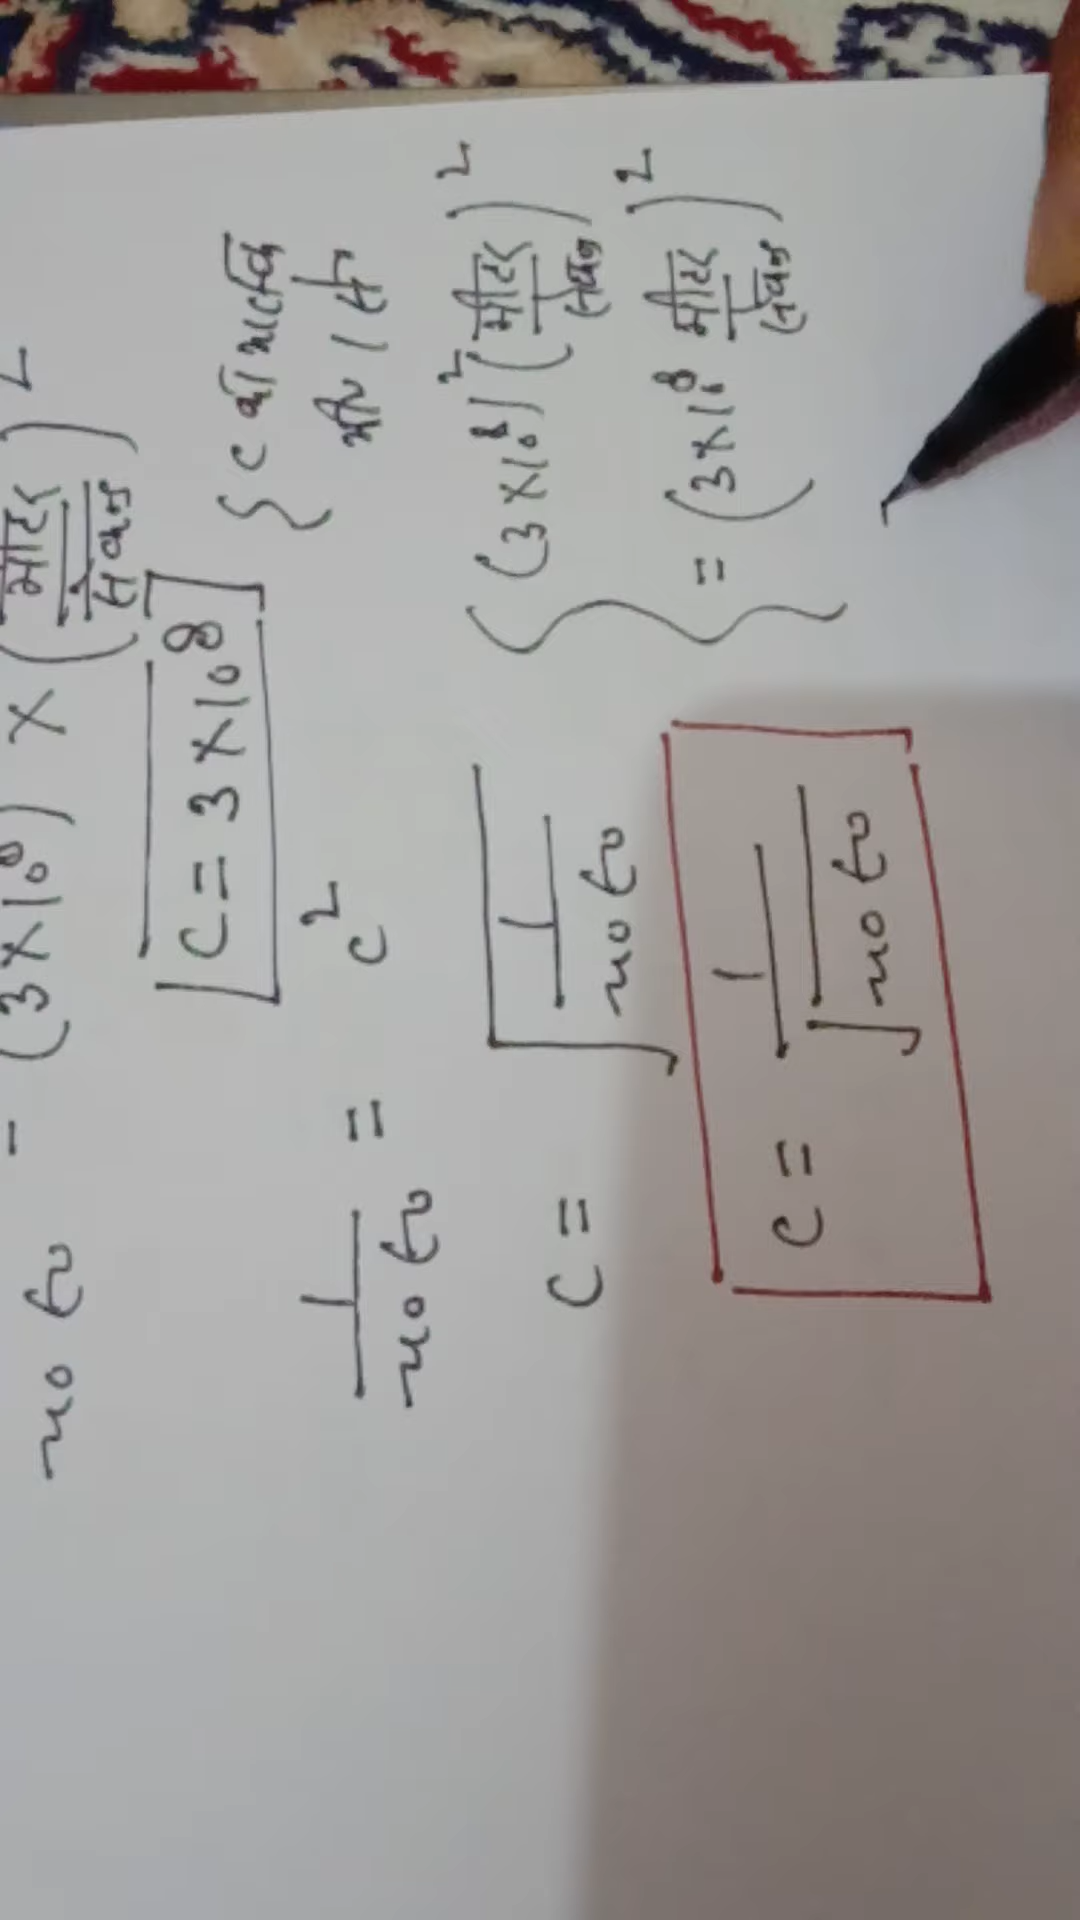 μ₀ ε₀ = (3×10⁸) × (मीटर/सेकण्ड)²
[C = 3×10⁸] { C का मात्रक
मी / से
1/μ₀ε₀ = C²
C = √(1/μ₀ε₀) { (3×10⁸)² (मीटर/सेकण्ड)²
= (3×10⁸ मीटर/सेकण्ड)²
C = 1/√μ₀ε₀